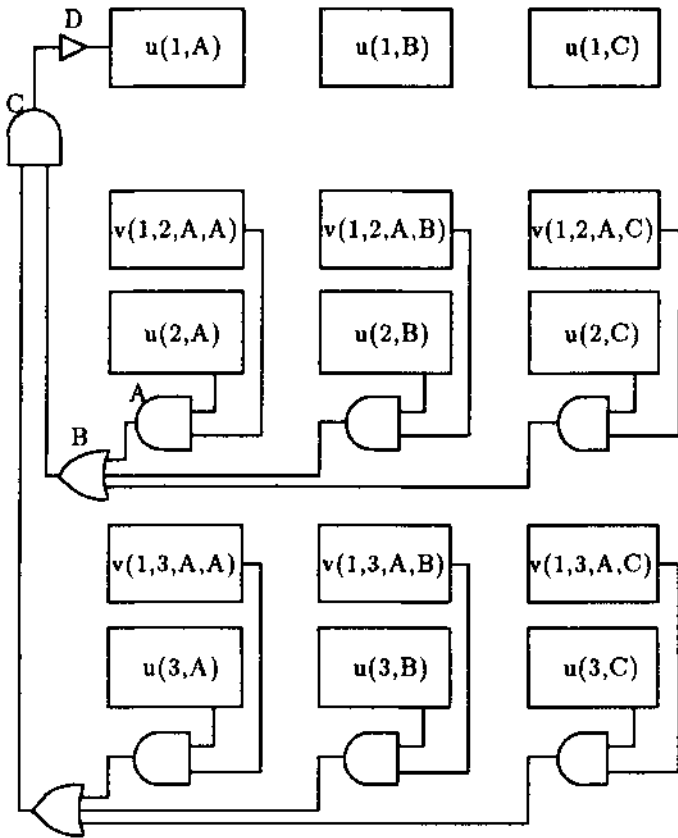 D
u(1,A) u(1,B) u(1,C)
C
v(1,2,A,A) v(1,2,A,B) v(1,2,A,C)
u(2,A) u(2,B) u(2,C)
A
B
v(1,3,A,A) v(1,3,A,B) v(1,3,A,C)
u(3,A) u(3,B) u(3,C)